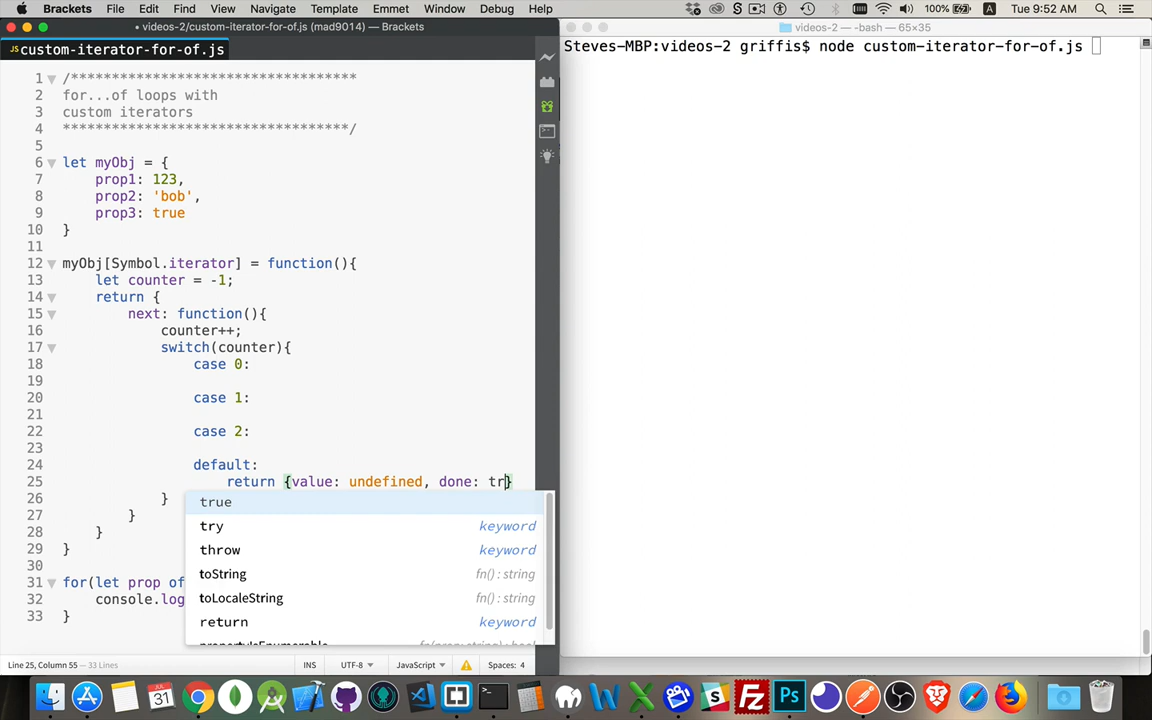 Brackets File Edit Find View Navigate Template Emmet Window Debug Help 100% A Tue 9:52 AM
• videos-2/custom-iterator-for-of.js (mad9014) — Brackets
videos-2 — -bash — 65×35
JS custom-iterator-for-of.js
Steves-MBP:videos-2 griffis$ node custom-iterator-for-of.js
1 /**********************************
2 for...of loops with
3 custom iterators
4 **********************************/
5
6 let myObj = {
7 prop1: 123,
8 prop2: 'bob',
9 prop3: true
10 }
11
12 myObj[Symbol.iterator] = function(){
13 let counter = -1;
14 return {
15 next: function(){
16 counter++;
17 switch(counter){
18 case 0:
19
20 case 1:
21
22 case 2:
23
24 default:
25 return {value: undefined, done: tr}
26 }
27 }
28 }
29 }
30
31 for(let prop of
32 console.log
33 }
true
try keyword
throw keyword
toString fn() : string
toLocaleString fn() : string
return keyword
Line 25, Column 55 — 33 Lines INS UTF-8 JavaScript Spaces: 4